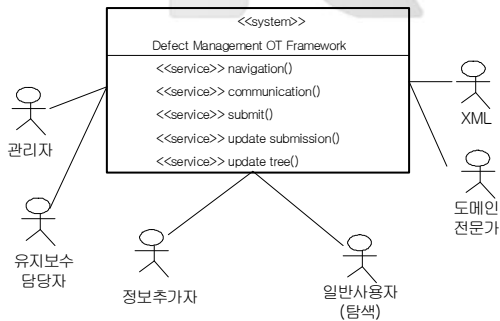 <<system>>
Defect Management OT Framework
<<service>> navigation()
<<service>> communication()
<<service>> submit()
<<service>> update submission()
<<service>> update tree()
관리자
XML
유지보수
담당자
도메인
전문가
정보추가자
일반사용자
(탐색)